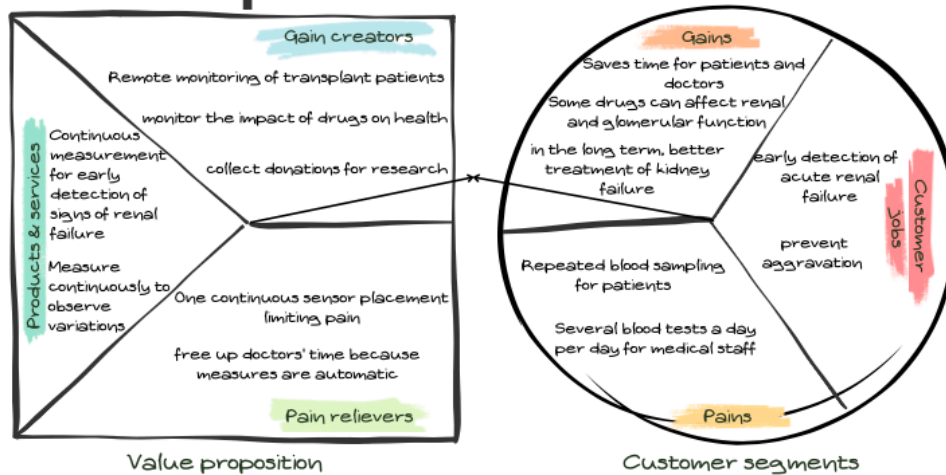 Gain creators
Remote monitoring of transplant patients
monitor the impact of drugs on health
collect donations for research
Products & services
Continuous
measurement
for early
detection of
signs of renal
failure
Measure
continuously to
observe
variations
One continuous sensor placement
limiting pain
free up doctors' time because
measures are automatic
Pain relievers
Value proposition
Gains
Saves time for patients and
doctors
Some drugs can affect renal
and glomerular function
in the long term, better
treatment of kidney
failure
early detection of
acute renal
failure
prevent
aggravation
Customer
jobs
Repeated blood sampling
for patients
Several blood tests a day
per day for medical staff
Pains
Customer segments